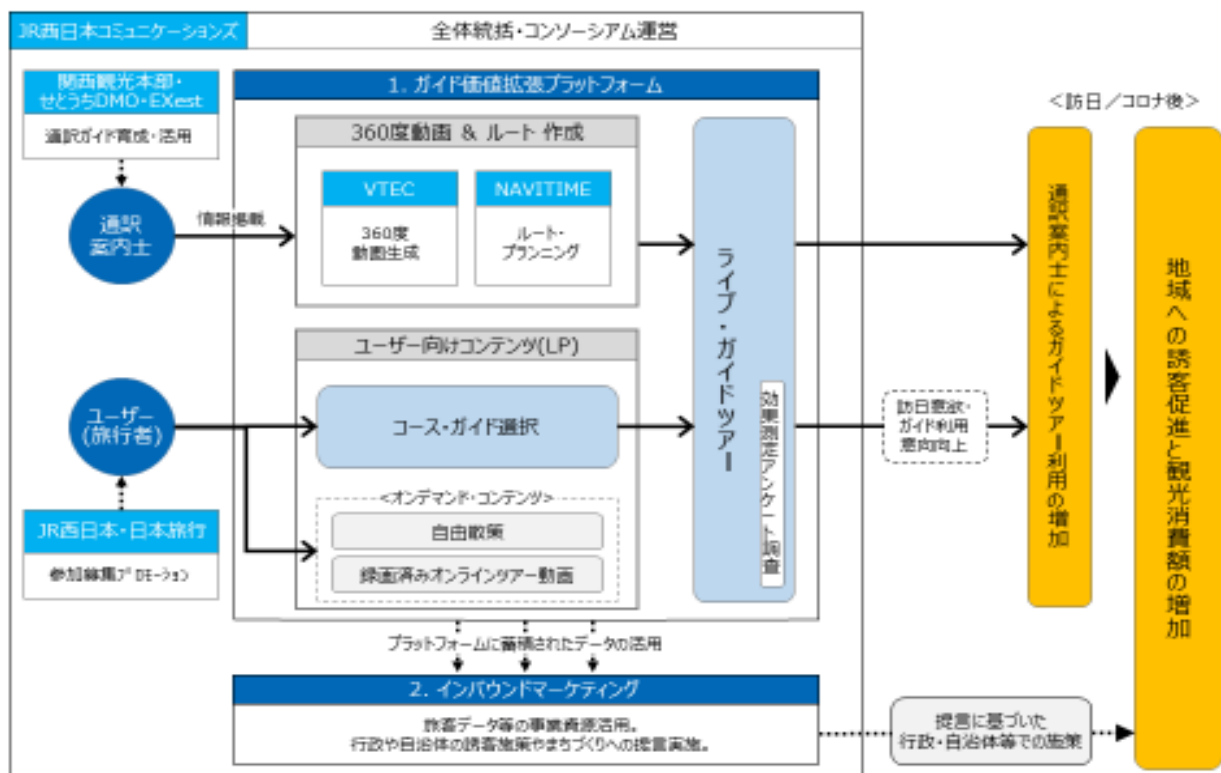 JR西日本コミュニケーションズ
全体統括・コンソーシアム運営
関西観光本部・
せとうちDMO・EXest
通訳ガイド育成・活用
通訳
案内士
情報掲載
1. ガイド価値拡張プラットフォーム
360度動画 & ルート 作成
VTEC
360度
動画生成
NAVITIME
ルート・
プランニング
ユーザー
(旅行者)
JR西日本・日本旅行
参加募集プロモーション
ユーザー向けコンテンツ(LP)
コース・ガイド選択
<オンデマンド・コンテンツ>
自由散策
録画済みオンラインツアー動画
ライブ・ガイドツアー
効果測定アンケート調査
プラットフォームに蓄積されたデータの活用
2. インバウンドマーケティング
旅客データ等の事業資源活用。
行政や自治体の誘客施策やまちづくりへの提言実施。
<訪日/コロナ後>
訪日意欲・
ガイド利用
意向向上
通訳案内士によるガイドツアー利用の増加
地域への誘客促進と観光消費額の増加
提言に基づいた
行政・自治体等での施策